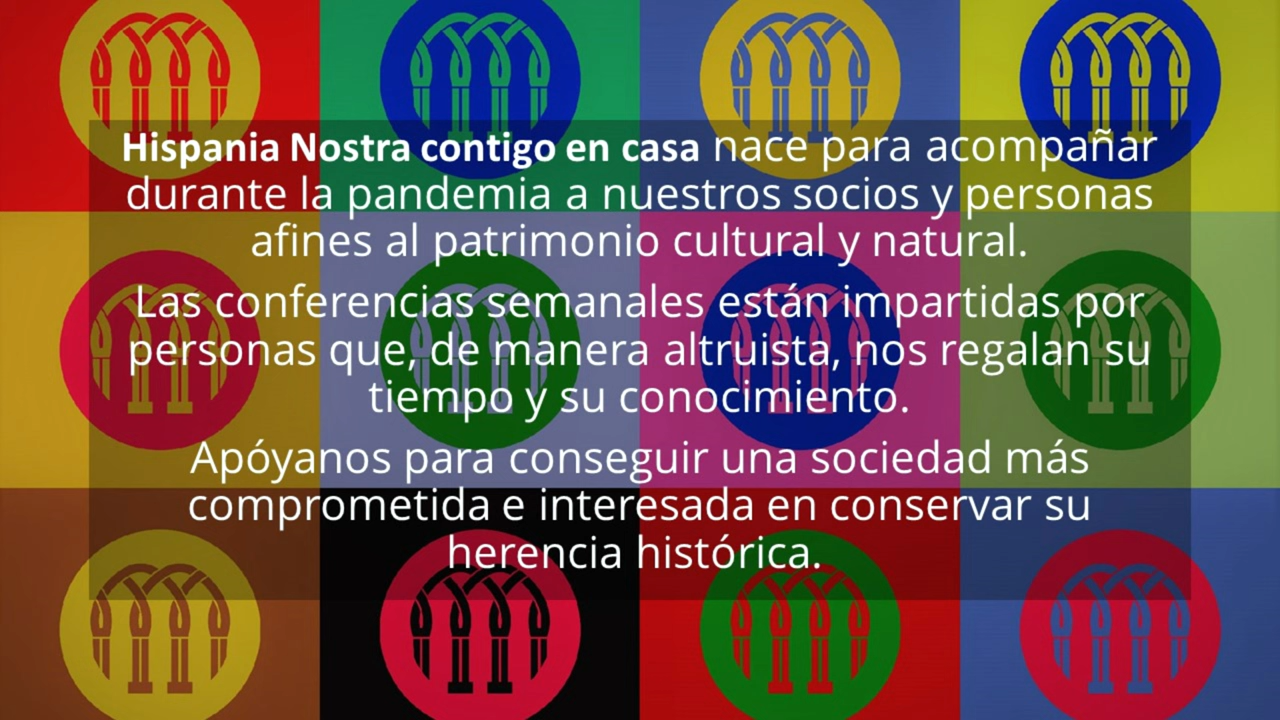 Hispania Nostra contigo en casa nace para acompañar
durante la pandemia a nuestros socios y personas
afines al patrimonio cultural y natural.
Las conferencias semanales están impartidas por
personas que, de manera altruista, nos regalan su
tiempo y su conocimiento.
Apóyanos para conseguir una sociedad más
comprometida e interesada en conservar su
herencia histórica.